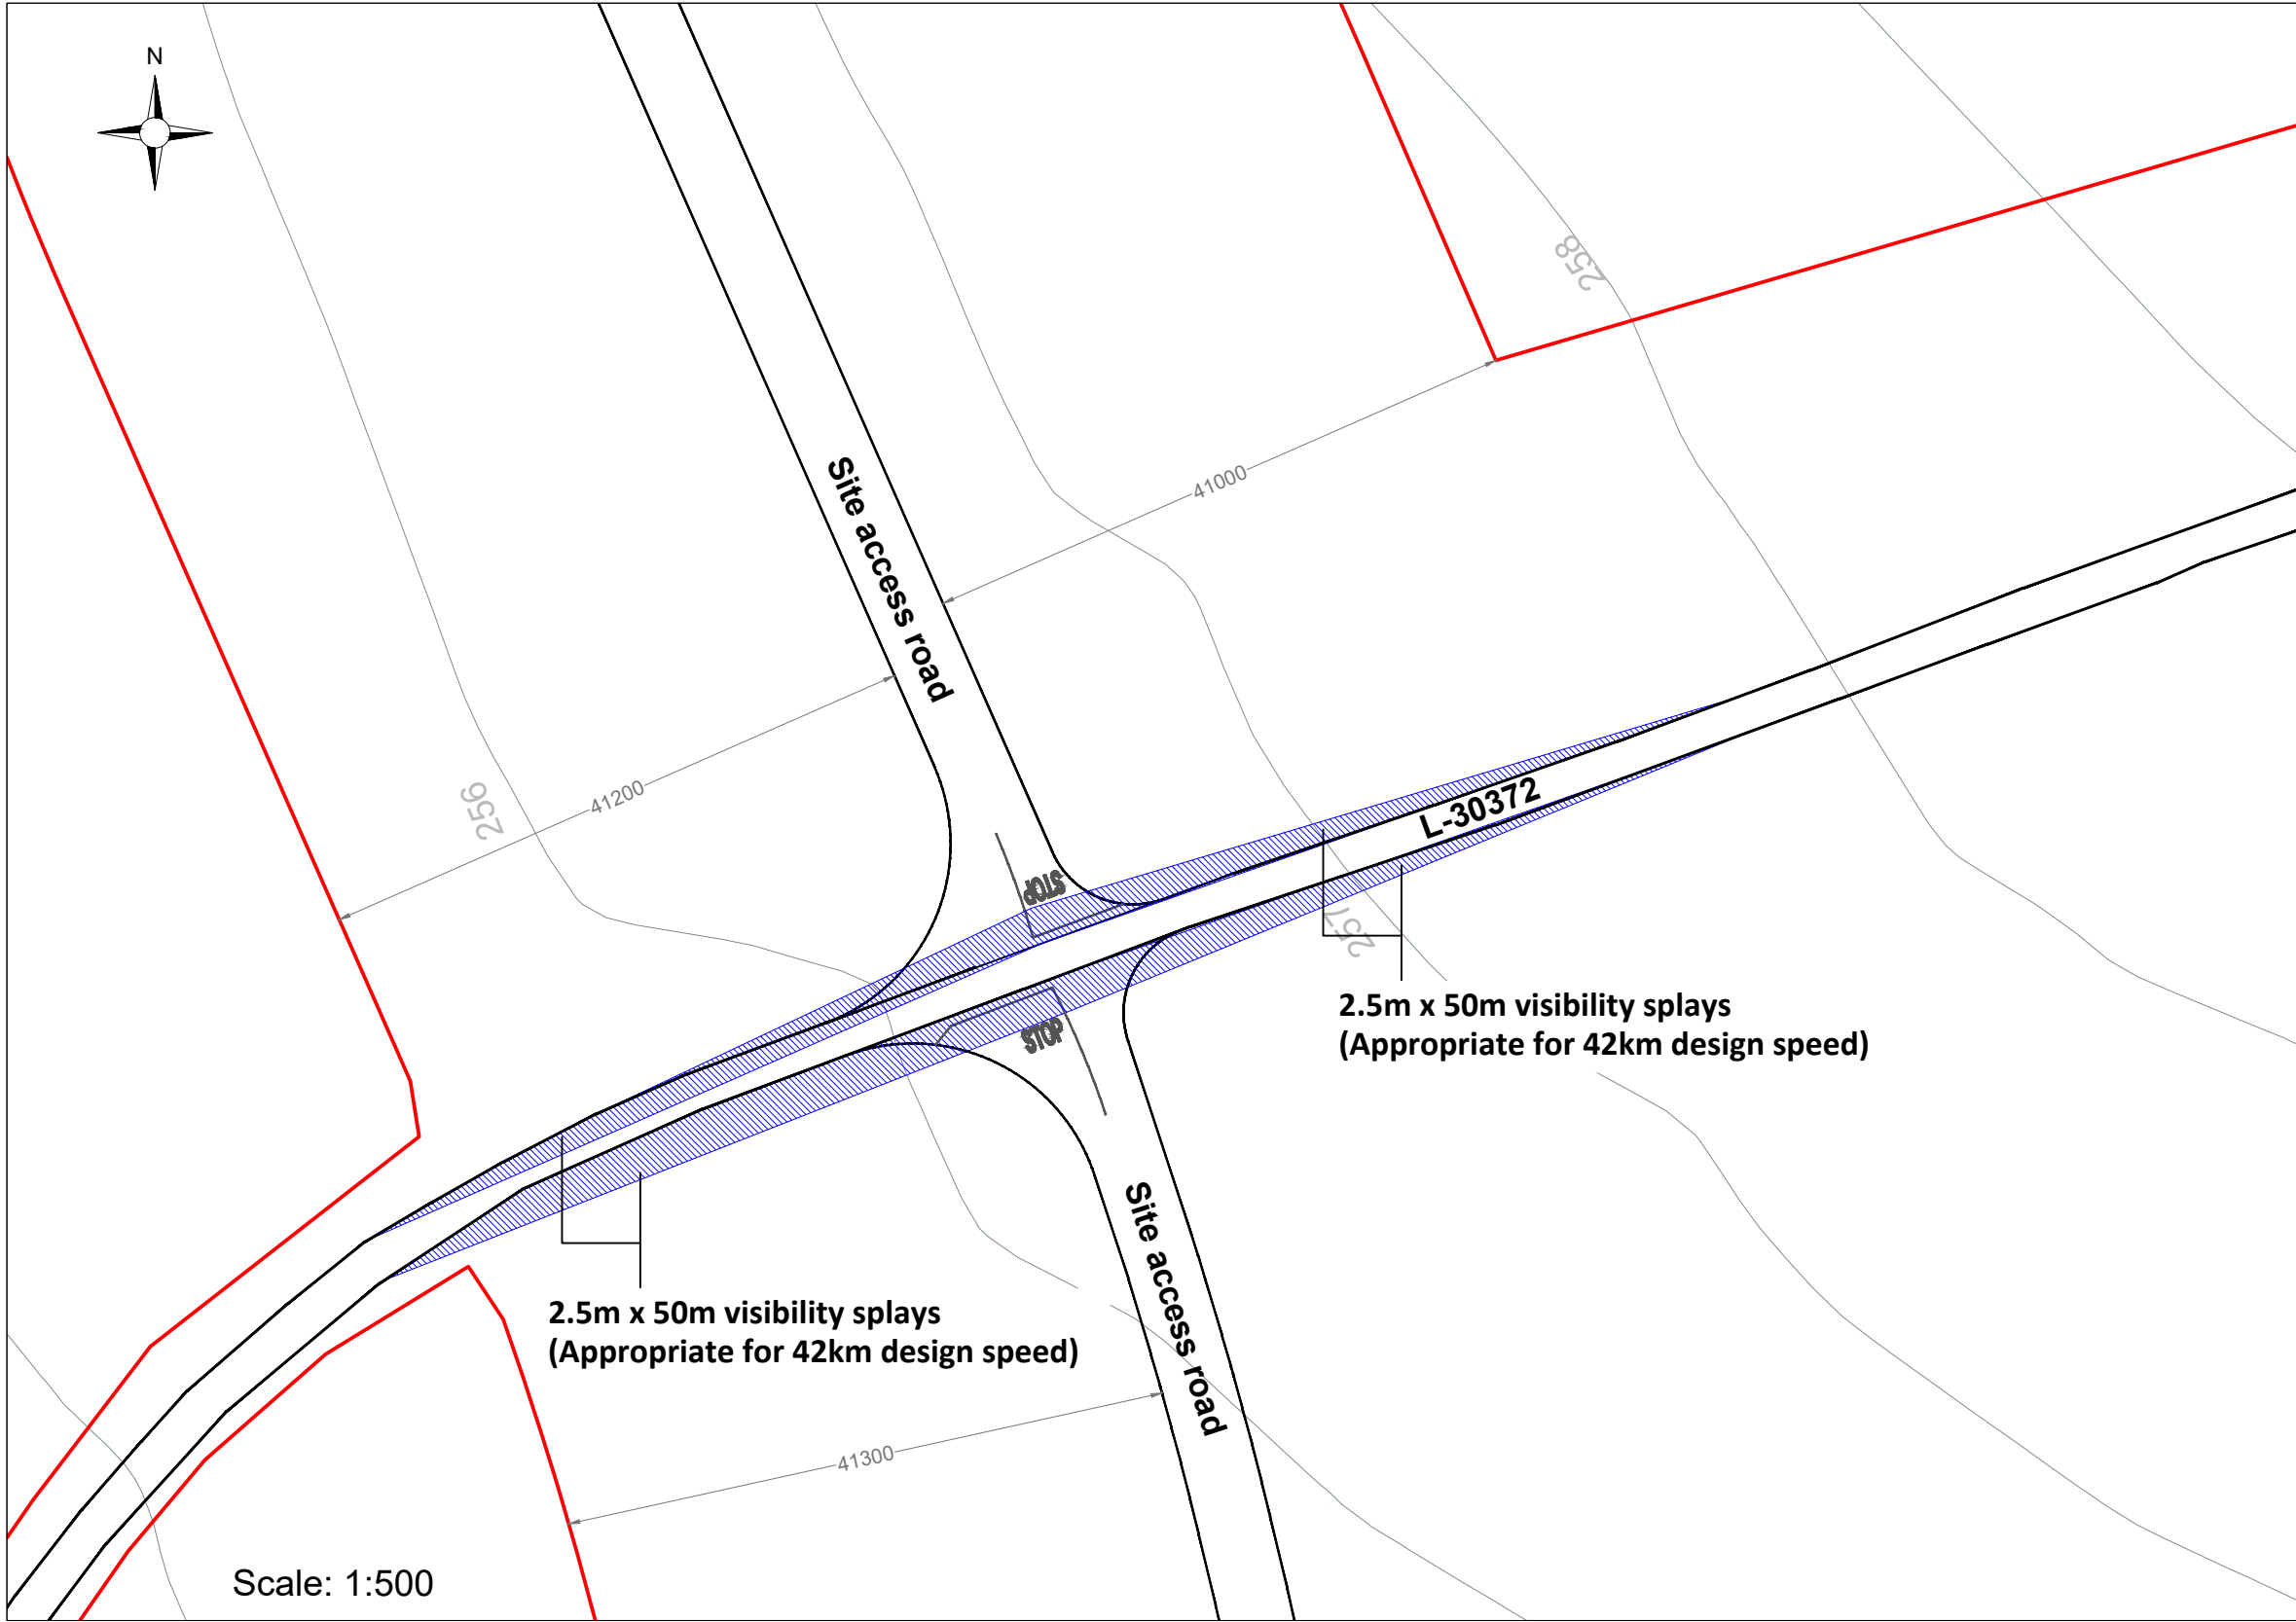 N
258
41000
Site access road
41200
256
L-30372
STOP
257
STOP
2.5m x 50m visibility splays
(Appropriate for 42km design speed)
Site access road
2.5m x 50m visibility splays
(Appropriate for 42km design speed)
41300
Scale: 1:500